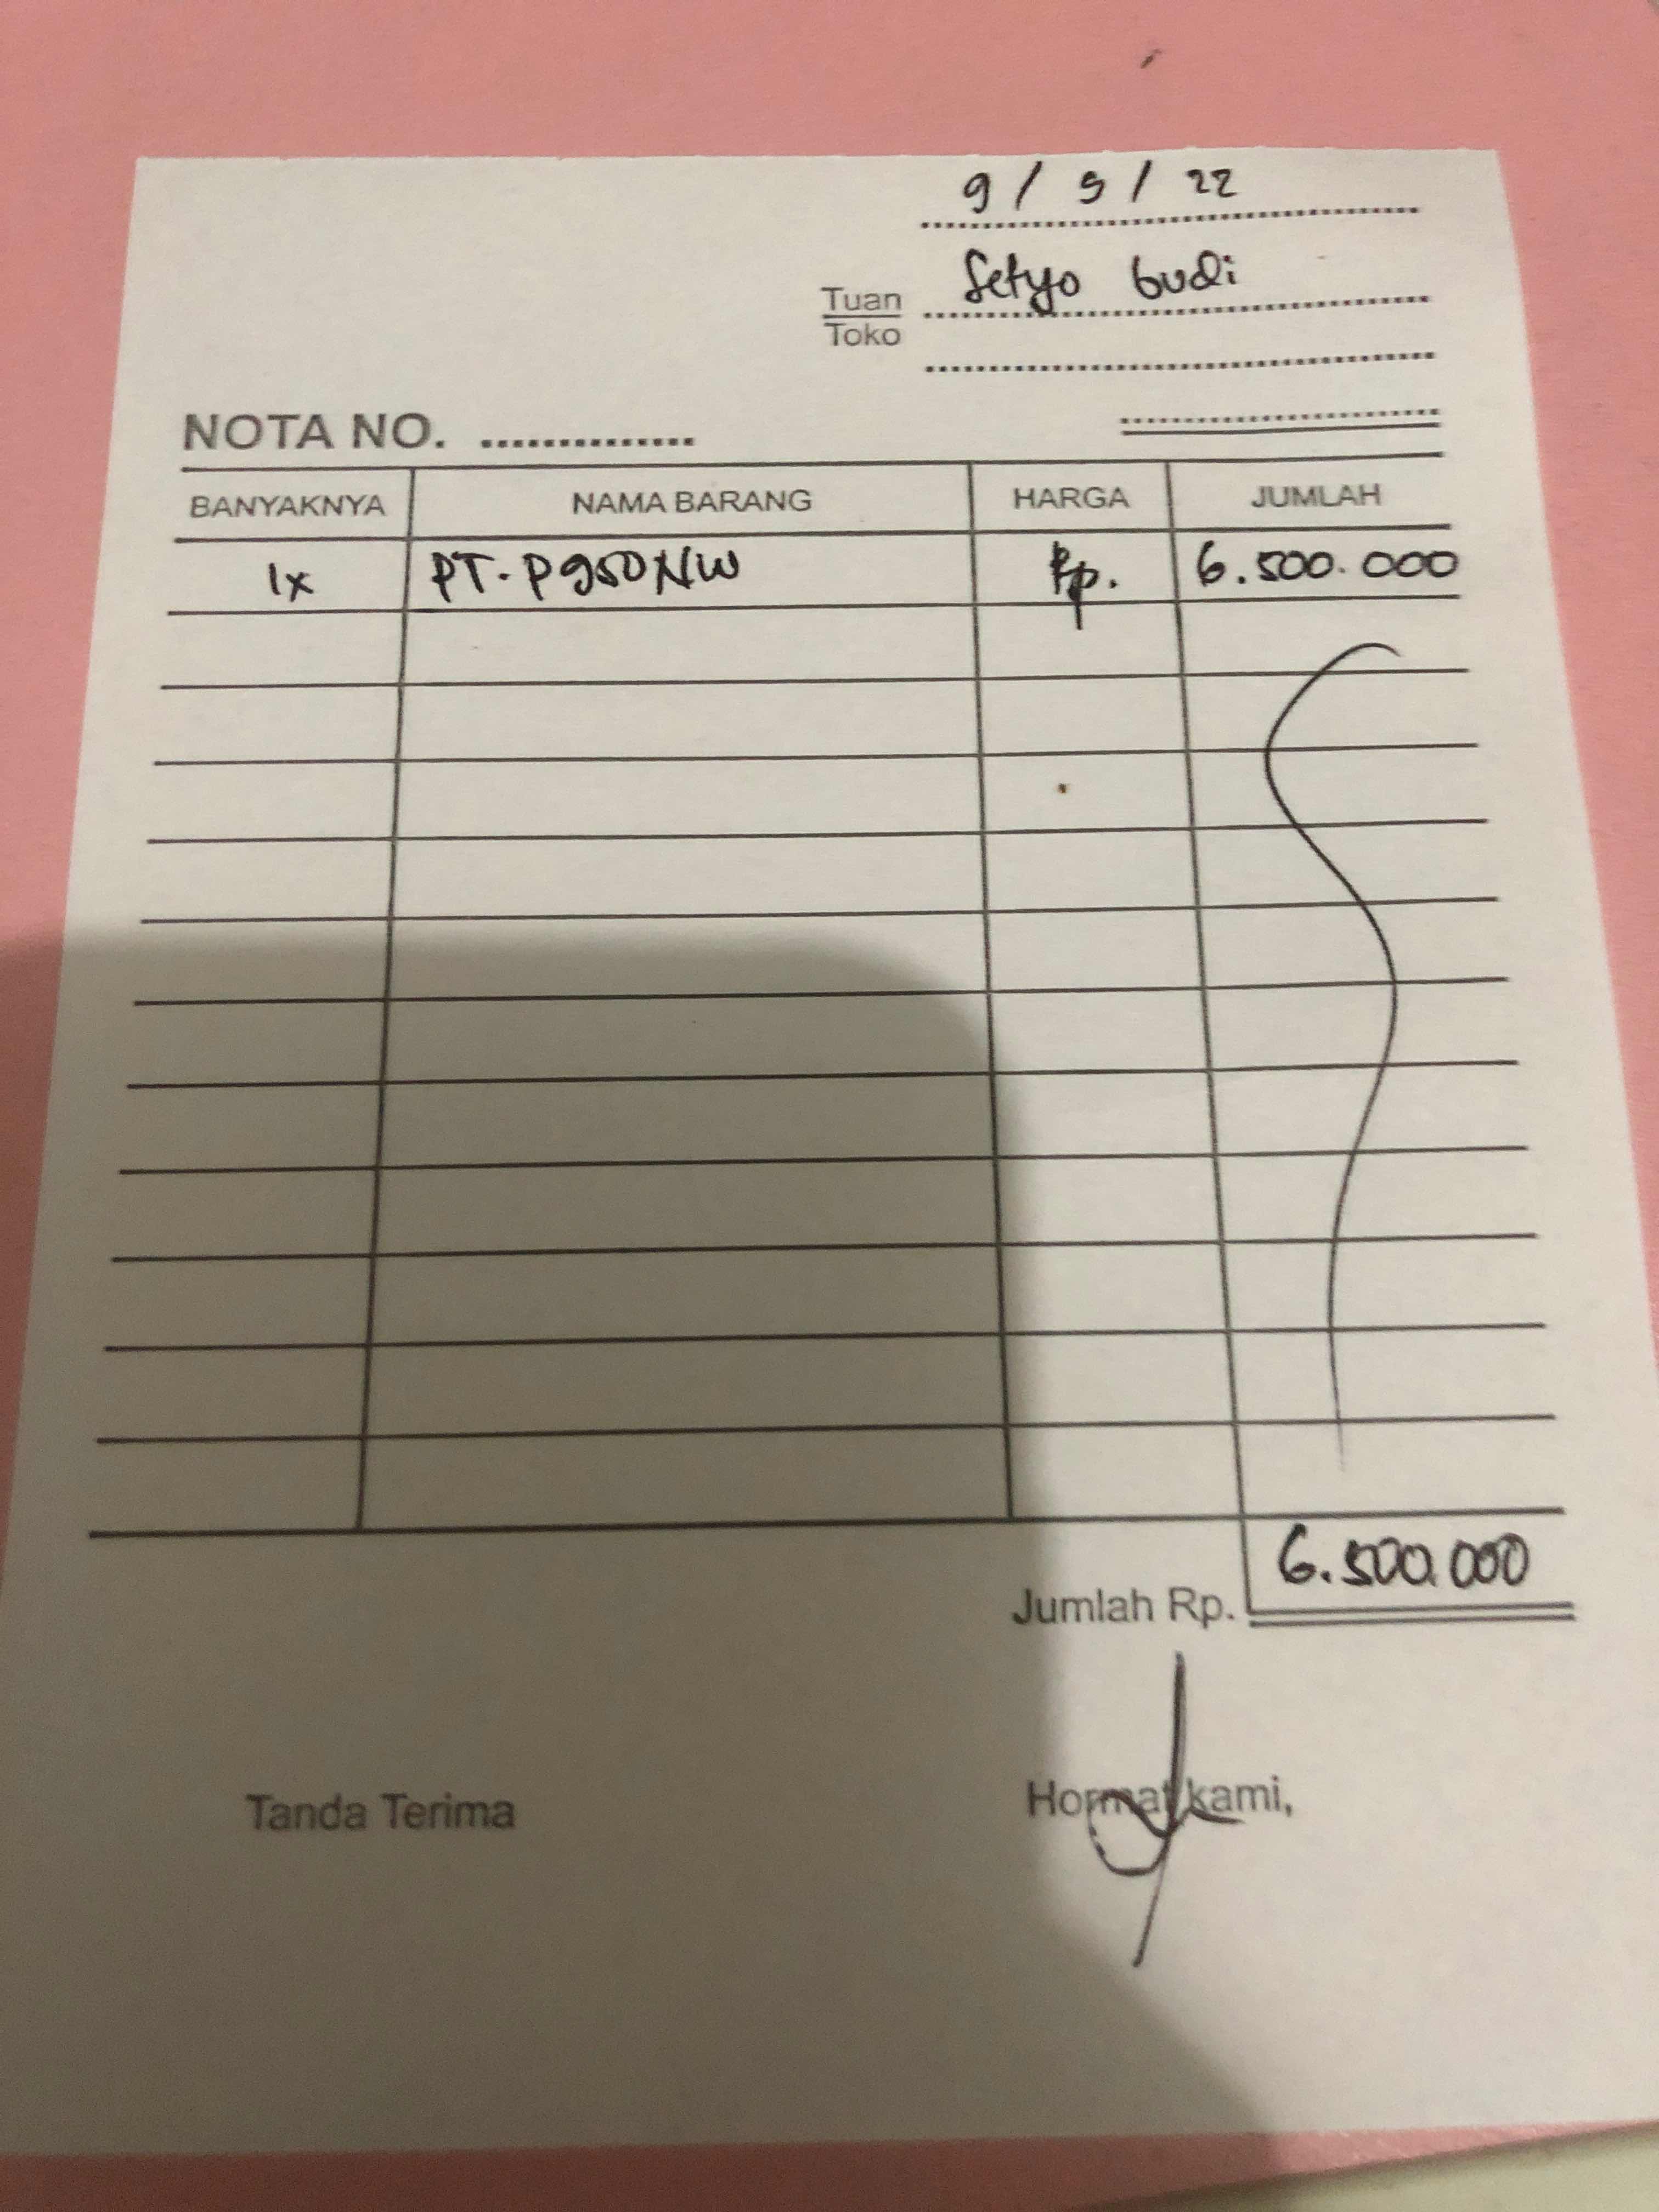 9 / 5 / 22
Tuan Setyo budi
Toko
NOTA NO. ..............
BANYAKNYA NAMA BARANG HARGA JUMLAH
1x PT-P950NW Rp. 6.500.000
Jumlah Rp. 6.500.000
Tanda Terima Hormat kami,